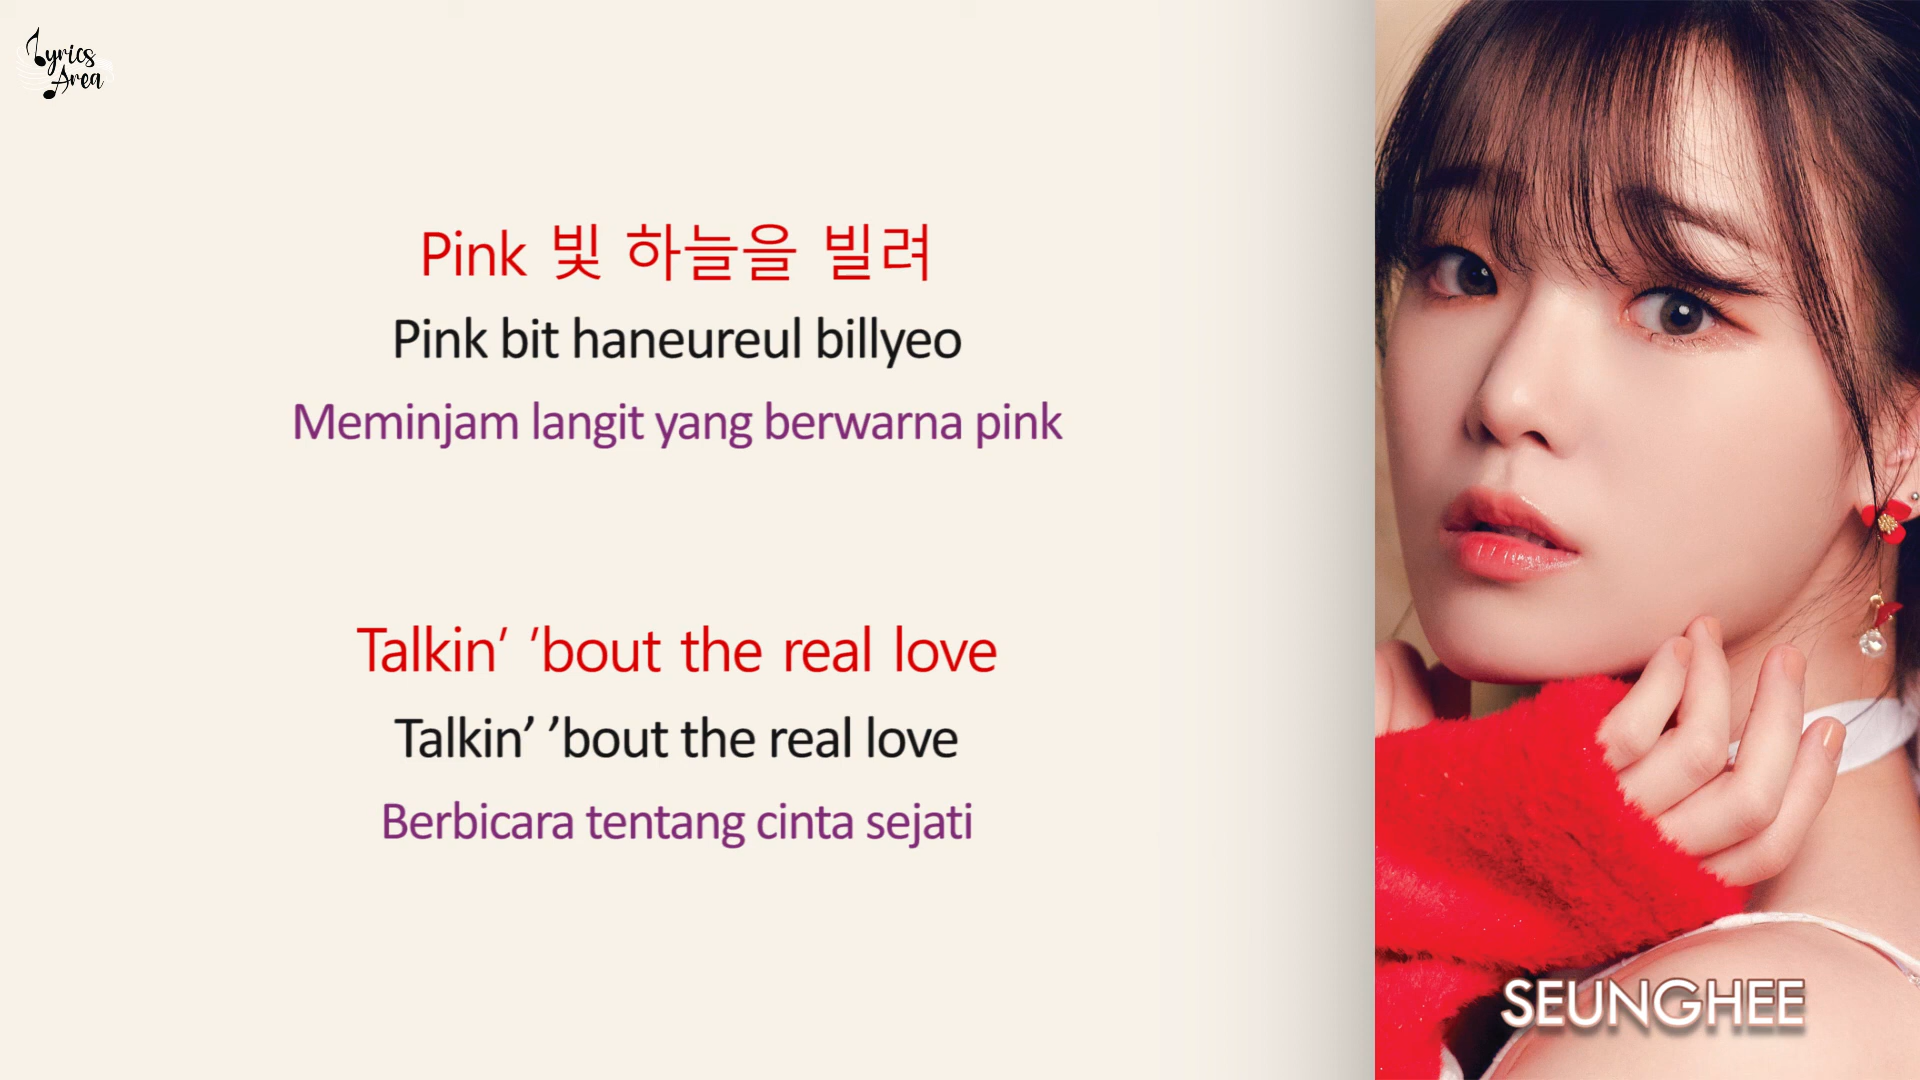 Lyrics
Area
Pink 빛 하늘을 빌려
Pink bit haneureul billyeo
Meminjam langit yang berwarna pink
Talkin’ ’bout the real love
Talkin’ ’bout the real love
Berbicara tentang cinta sejati
SEUNGHEE